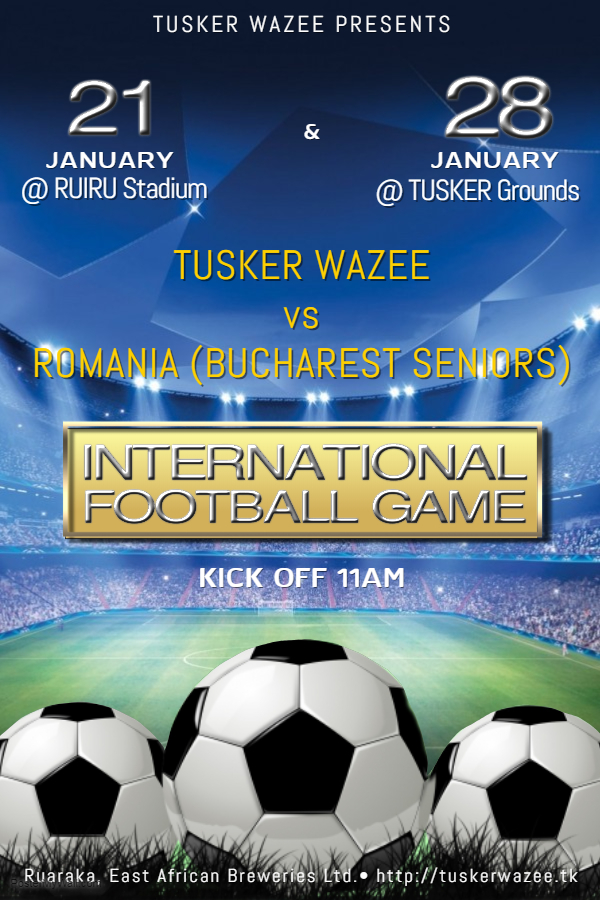 TUSKER WAZEE PRESENTS
21 & 28
JANUARY JANUARY
@ RUIRU Stadium @ TUSKER Grounds
TUSKER WAZEE
vs
ROMANIA (BUCHAREST SENIORS)
INTERNATIONAL
FOOTBALL GAME
KICK OFF 11AM
Ruaraka, East African Breweries Ltd.• http://tuskerwazee.tk